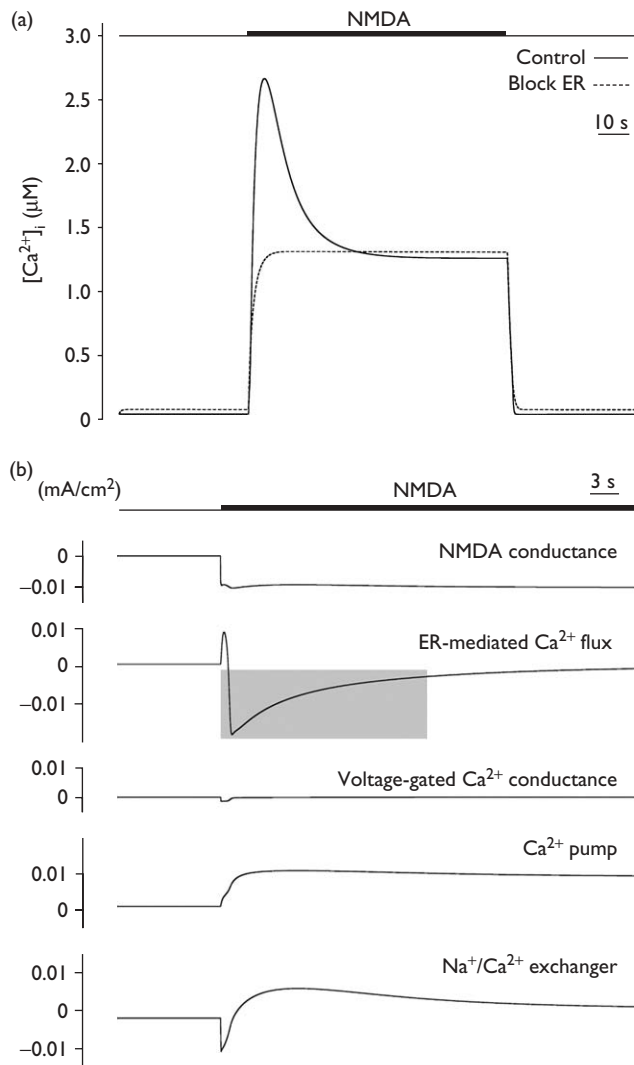 (a)
NMDA
3.0
Control
Block ER
10 s
2.5
2.0
1.5
1.0
0.5
0
[Ca²⁺]ᵢ (μM)
(b)
(mA/cm²)
NMDA
3 s
NMDA conductance
0
−0.01
ER-mediated Ca²⁺ flux
0.01
0
−0.01
Voltage-gated Ca²⁺ conductance
0.01
0
Ca²⁺ pump
0.01
0
Na⁺/Ca²⁺ exchanger
0.01
0
−0.01